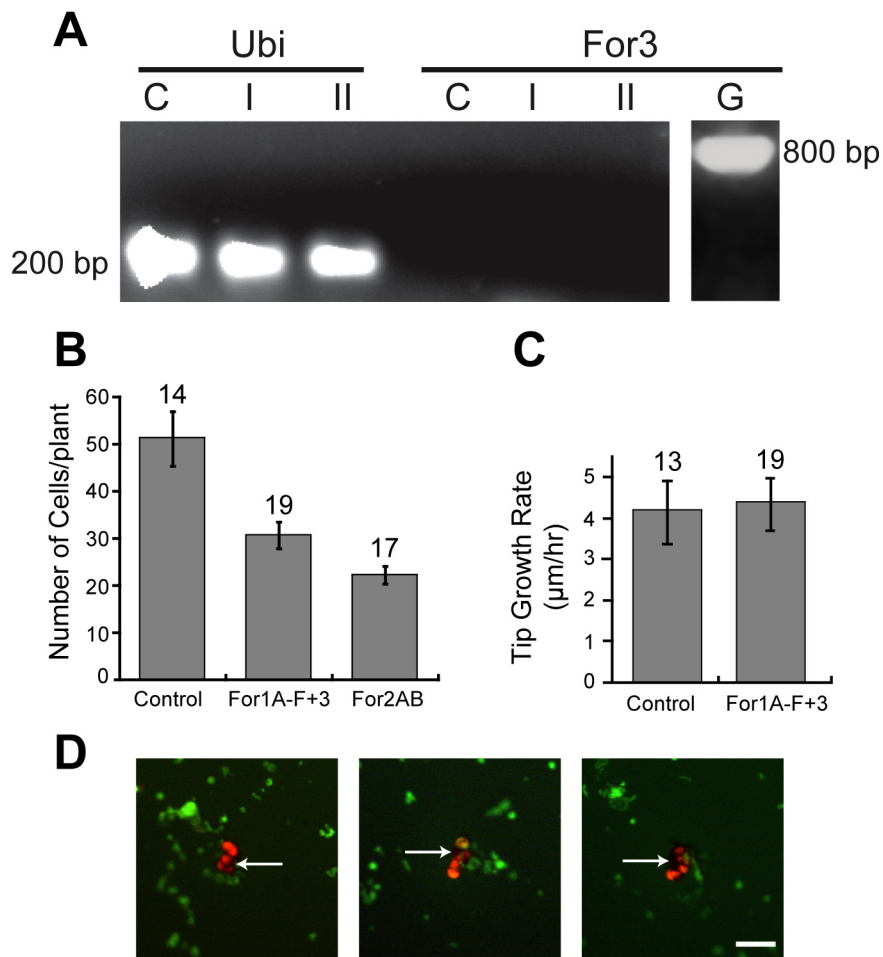 A
Ubi For3
C I II C I II G
800 bp
200 bp
B
Number of Cells/plant
60
50
40
30
20
10
0
14
19
17
Control For1A-F+3 For2AB
C
Tip Growth Rate
(µm/hr)
5
4
3
2
1
0
13
19
Control For1A-F+3
D